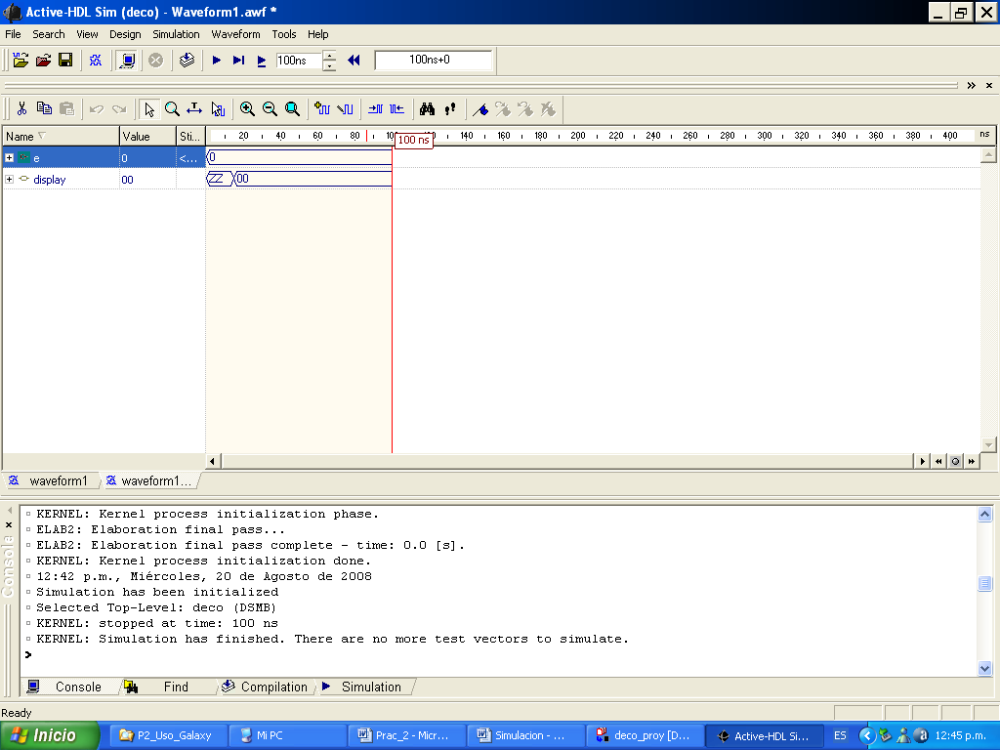 Active-HDL Sim (deco) - Waveform1.awf *
File Search View Design Simulation Waveform Tools Help
100ns 100ns+0
Name Value Sti... 20 40 60 80 100 ns 140 160 180 200 220 240 260 280 300 320 340 360 380 400 ns
e 0 <... 0
display 00 ZZ 00
waveform1 waveform1...
KERNEL: Kernel process initialization phase.
ELAB2: Elaboration final pass...
ELAB2: Elaboration final pass complete - time: 0.0 [s].
KERNEL: Kernel process initialization done.
12:42 p.m., Miércoles, 20 de Agosto de 2008
Simulation has been initialized
Selected Top-Level: deco (DSMB)
KERNEL: stopped at time: 100 ns
KERNEL: Simulation has finished. There are no more test vectors to simulate.
>
Consola
Console Find Compilation Simulation
Ready
Inicio P2_Uso_Galaxy Mi PC Prac_2 - Micr... Simulacion - ... deco_proy [D... Active-HDL Si... ES 12:45 p.m.